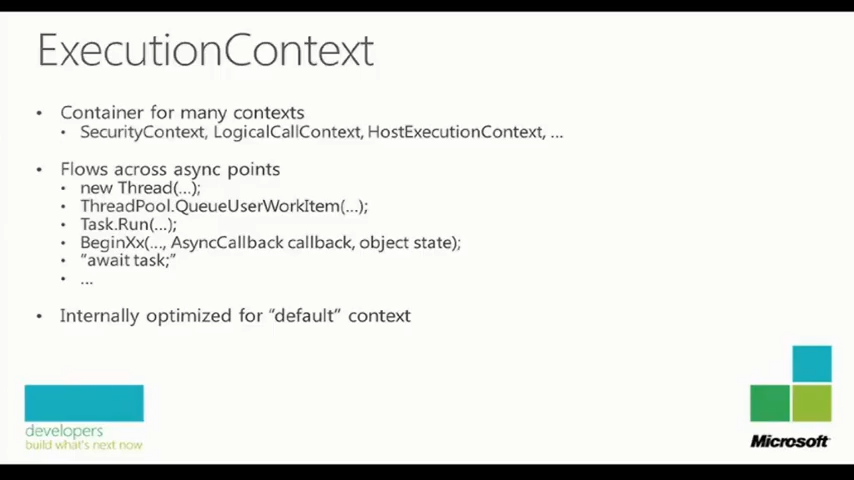 ExecutionContext
• Container for many contexts
• SecurityContext, LogicalCallContext, HostExecutionContext, ...
• Flows across async points
• new Thread(...);
• ThreadPool.QueueUserWorkItem(...);
• Task.Run(...);
• BeginXx(..., AsyncCallback callback, object state);
• “await task;”
• ...
• Internally optimized for “default” context
developers
build what's next now
Microsoft